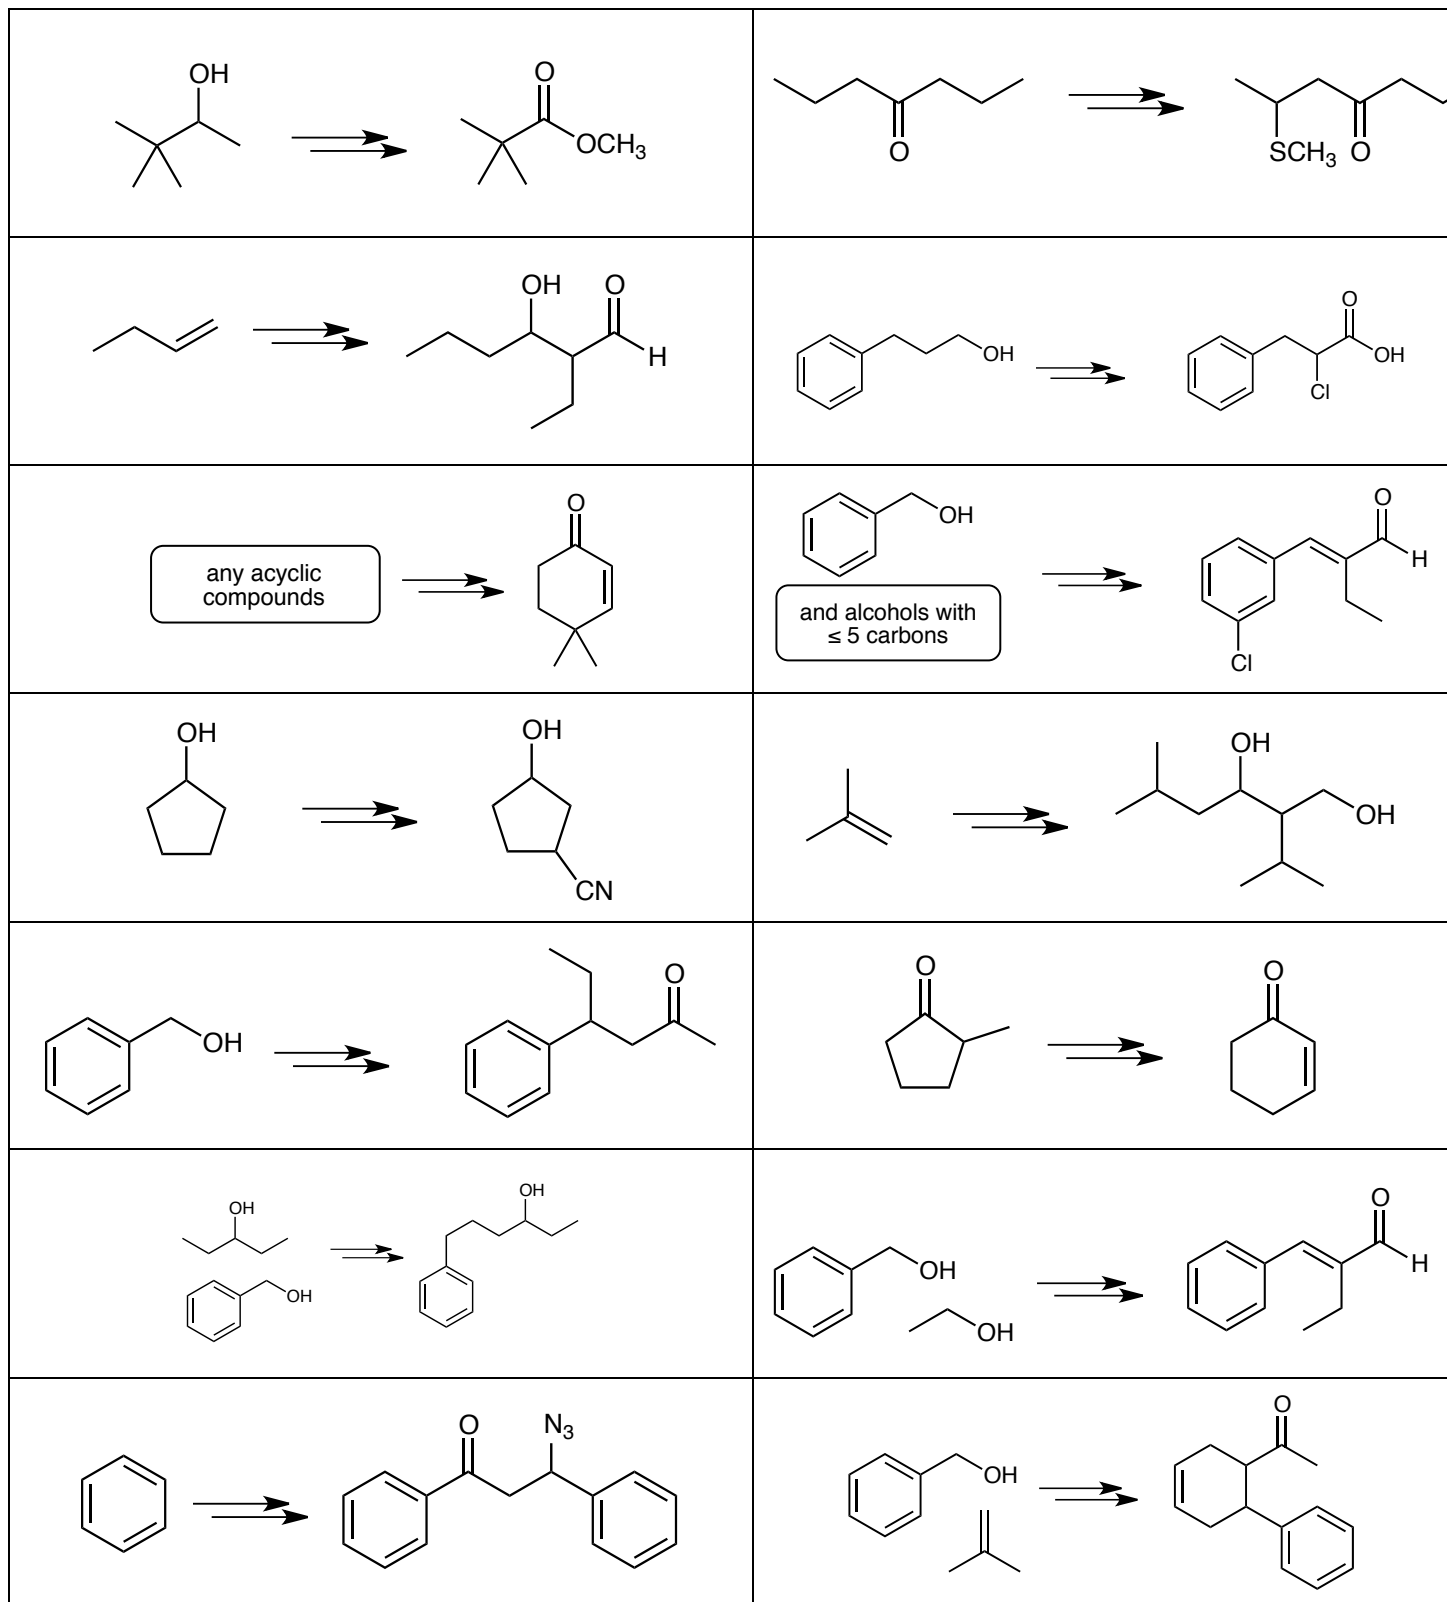 OH
O
OCH3
O
SCH3
O
OH
O
H
OH
O
OH
Cl
any acyclic
compounds
O
OH
and alcohols with
≤ 5 carbons
O
H
Cl
OH
OH
CN
OH
OH
OH
O
O
O
OH
OH
OH
OH
OH
O
H
O
N3
OH
O